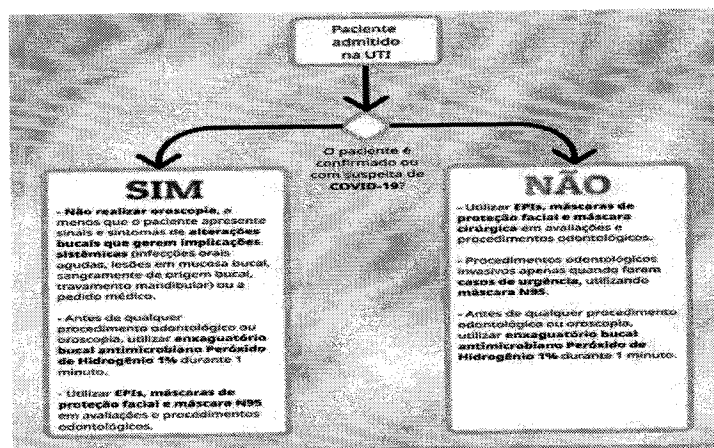 Paciente
admitido
na UTI
O paciente é
confirmado ou
com suspeita de
COVID-19?
SIM
- Não realizar oroscopia, a
menos que o paciente apresente
sinais e sintomas de alterações
bucais que gerem implicações
sistêmicas (infecções orais
agudas, lesões em mucosa bucal,
sangramento de origem bucal,
travamento mandibular) ou a
pedido médico.
- Antes de qualquer
procedimento odontológico ou
oroscopia, utilizar enxaguatório
bucal antimicrobiano Peróxido
de Hidrogênio 1% durante 1
minuto.
- Utilizar EPIs, máscaras de
proteção facial e máscara N95
em avaliações e procedimentos
odontológicos.
NÃO
- Utilizar EPIs, máscaras de
proteção facial e máscara
cirúrgica em avaliações e
procedimentos odontológicos.
- Procedimentos odontológicos
invasivos apenas quando forem
casos de urgência, utilizando
máscara N95.
- Antes de qualquer procedimento
odontológico ou oroscopia,
utilizar enxaguatório bucal
antimicrobiano Peróxido de
Hidrogênio 1% durante 1 minuto.